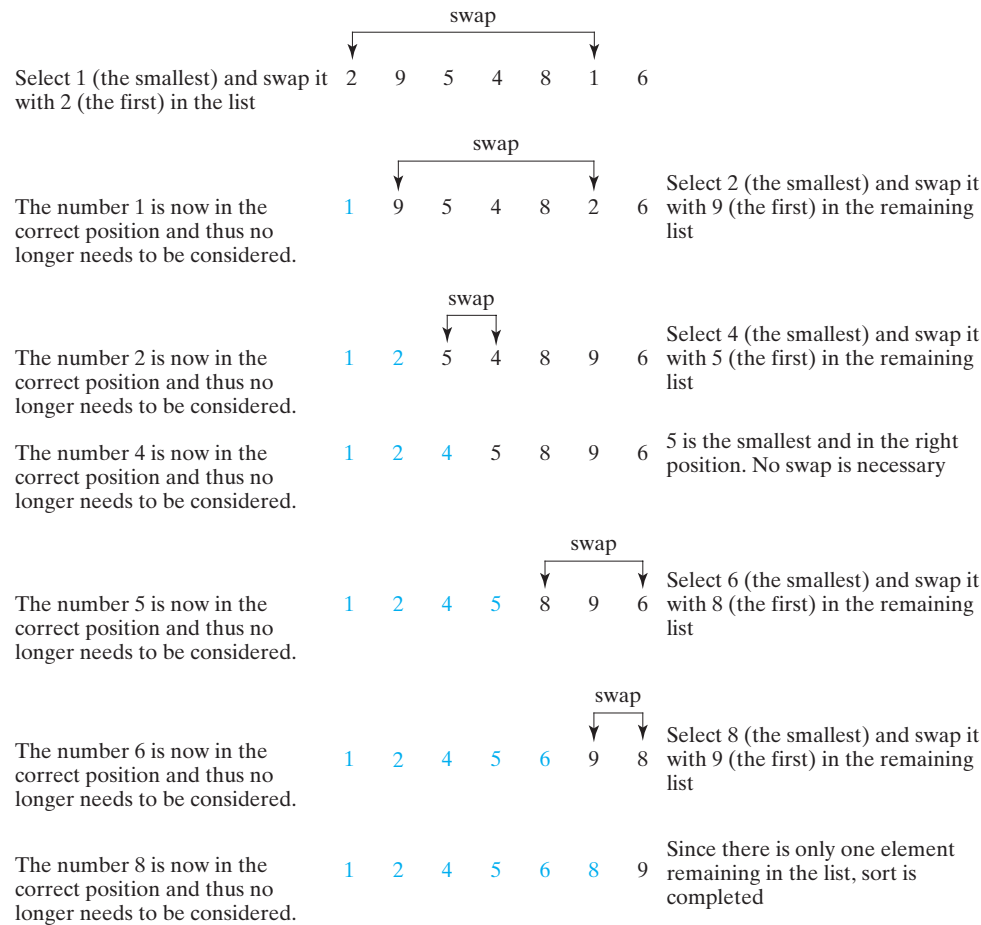 swap
Select 1 (the smallest) and swap it
with 2 (the first) in the list
2 9 5 4 8 1 6
swap
The number 1 is now in the
correct position and thus no
longer needs to be considered.
1 9 5 4 8 2 6
Select 2 (the smallest) and swap it
with 9 (the first) in the remaining
list
swap
The number 2 is now in the
correct position and thus no
longer needs to be considered.
1 2 5 4 8 9 6
Select 4 (the smallest) and swap it
with 5 (the first) in the remaining
list
The number 4 is now in the
correct position and thus no
longer needs to be considered.
1 2 4 5 8 9 6
5 is the smallest and in the right
position. No swap is necessary
swap
The number 5 is now in the
correct position and thus no
longer needs to be considered.
1 2 4 5 8 9 6
Select 6 (the smallest) and swap it
with 8 (the first) in the remaining
list
swap
The number 6 is now in the
correct position and thus no
longer needs to be considered.
1 2 4 5 6 9 8
Select 8 (the smallest) and swap it
with 9 (the first) in the remaining
list
The number 8 is now in the
correct position and thus no
longer needs to be considered.
1 2 4 5 6 8 9
Since there is only one element
remaining in the list, sort is
completed